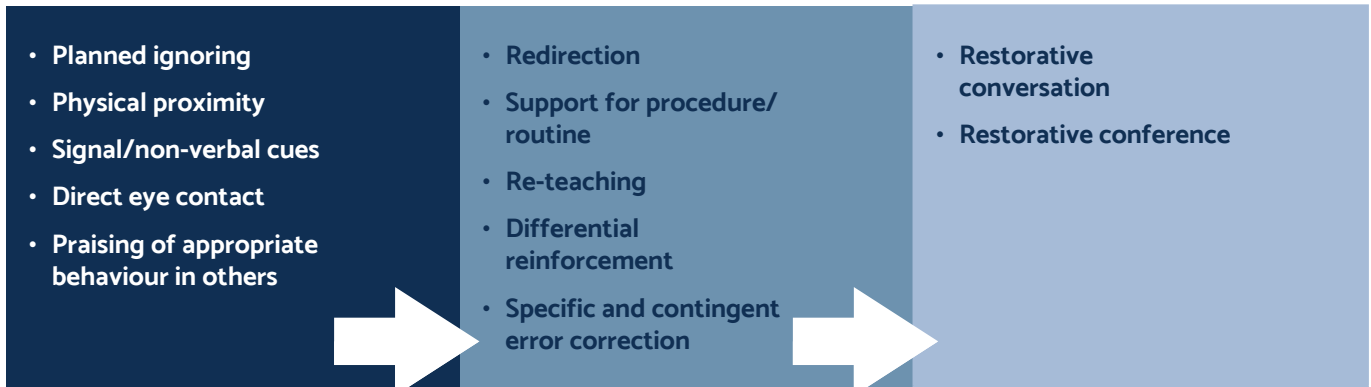 • Planned ignoring
• Physical proximity
• Signal/non-verbal cues
• Direct eye contact
• Praising of appropriate
behaviour in others
• Redirection
• Support for procedure/
routine
• Re-teaching
• Differential
reinforcement
• Specific and contingent
error correction
• Restorative
conversation
• Restorative conference